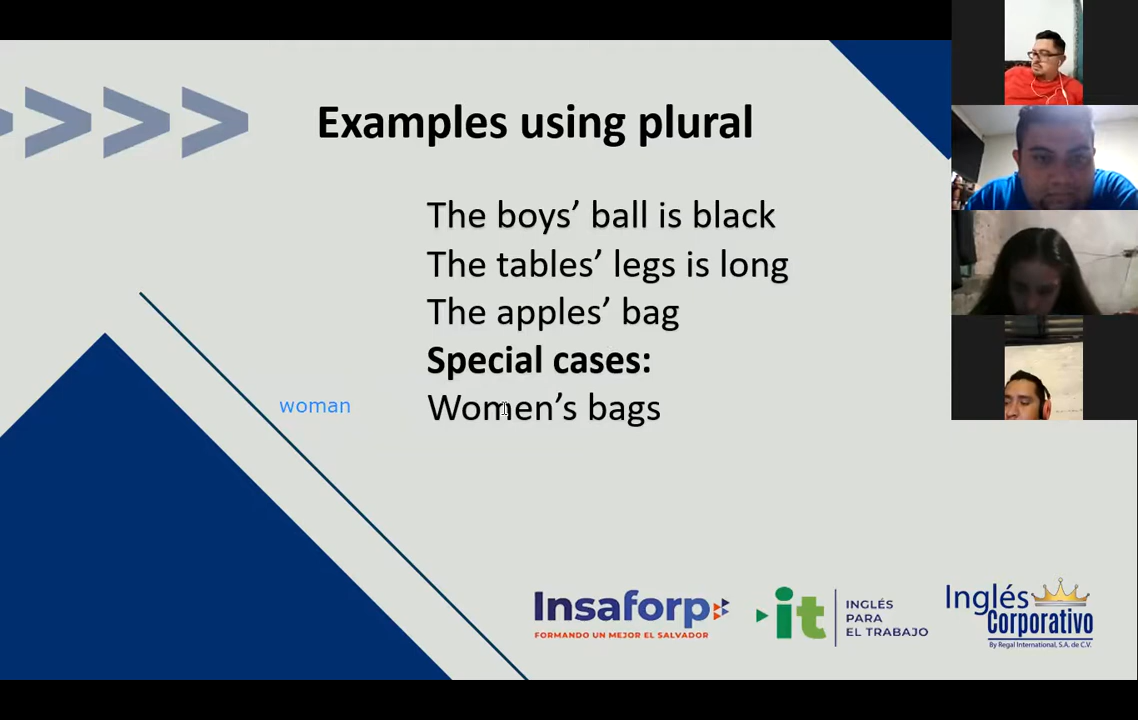 Examples using plural
The boys’ ball is black
The tables’ legs is long
The apples’ bag
Special cases:
woman
Women’s bags
Insaforp
FORMANDO UN MEJOR EL SALVADOR
it
INGLÉS
PARA
EL TRABAJO
Inglés
Corporativo
By Regal International, S.A. de C.V.